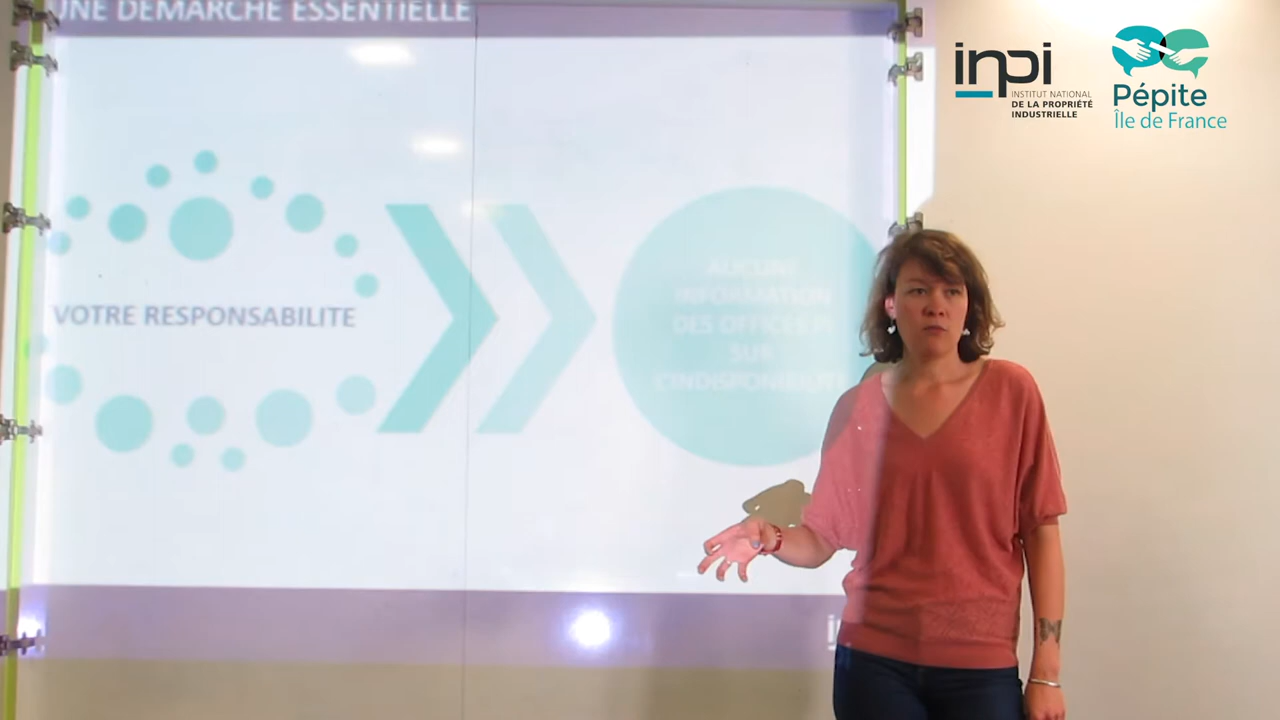 UNE DEMARCHE ESSENTIELLE
inpi
INSTITUT NATIONAL
DE LA PROPRIÉTÉ
INDUSTRIELLE
Pépite
Île de France
VOTRE RESPONSABILITE
AUCUNE
INFORMATION
DES OFFICES
SUR